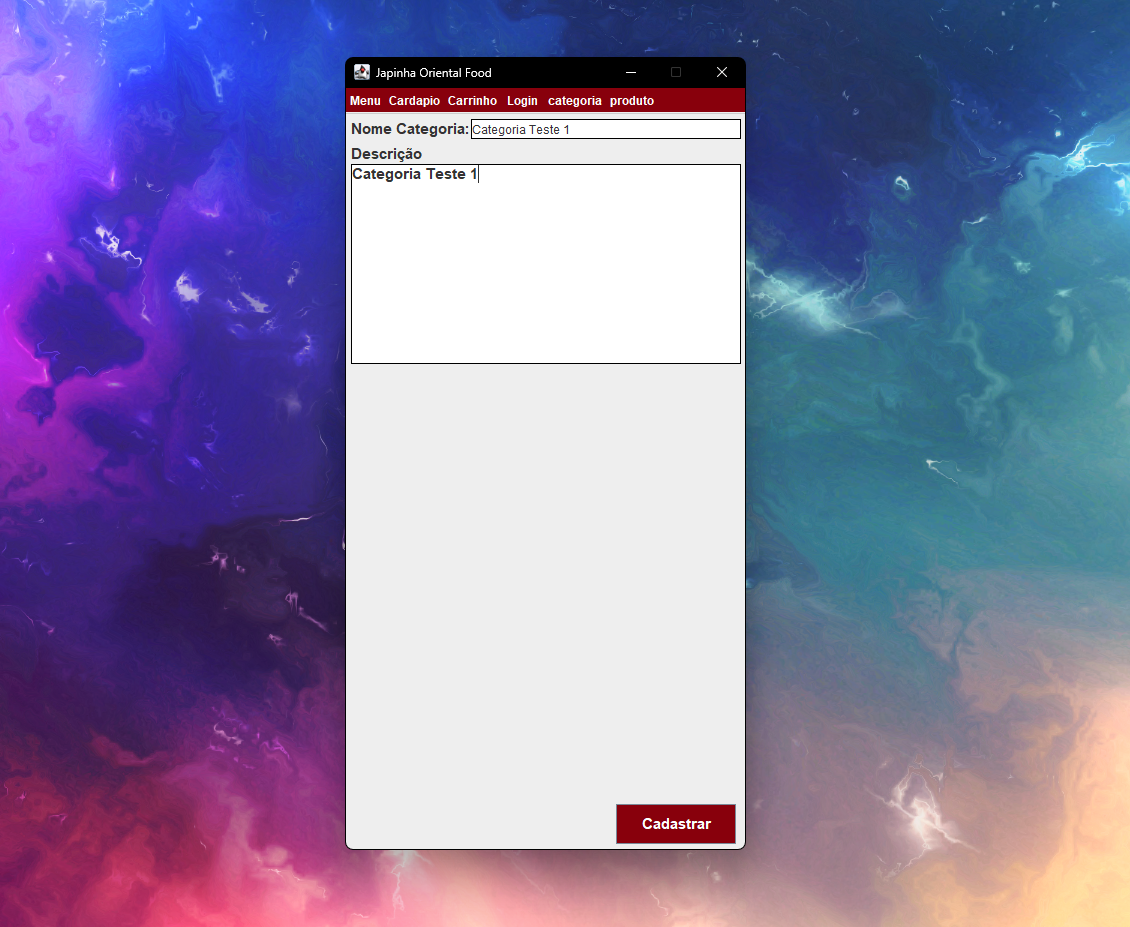 Japinha Oriental Food
Menu Cardapio Carrinho Login categoria produto
Nome Categoria: Categoria Teste 1
Descrição
Categoria Teste 1
Cadastrar